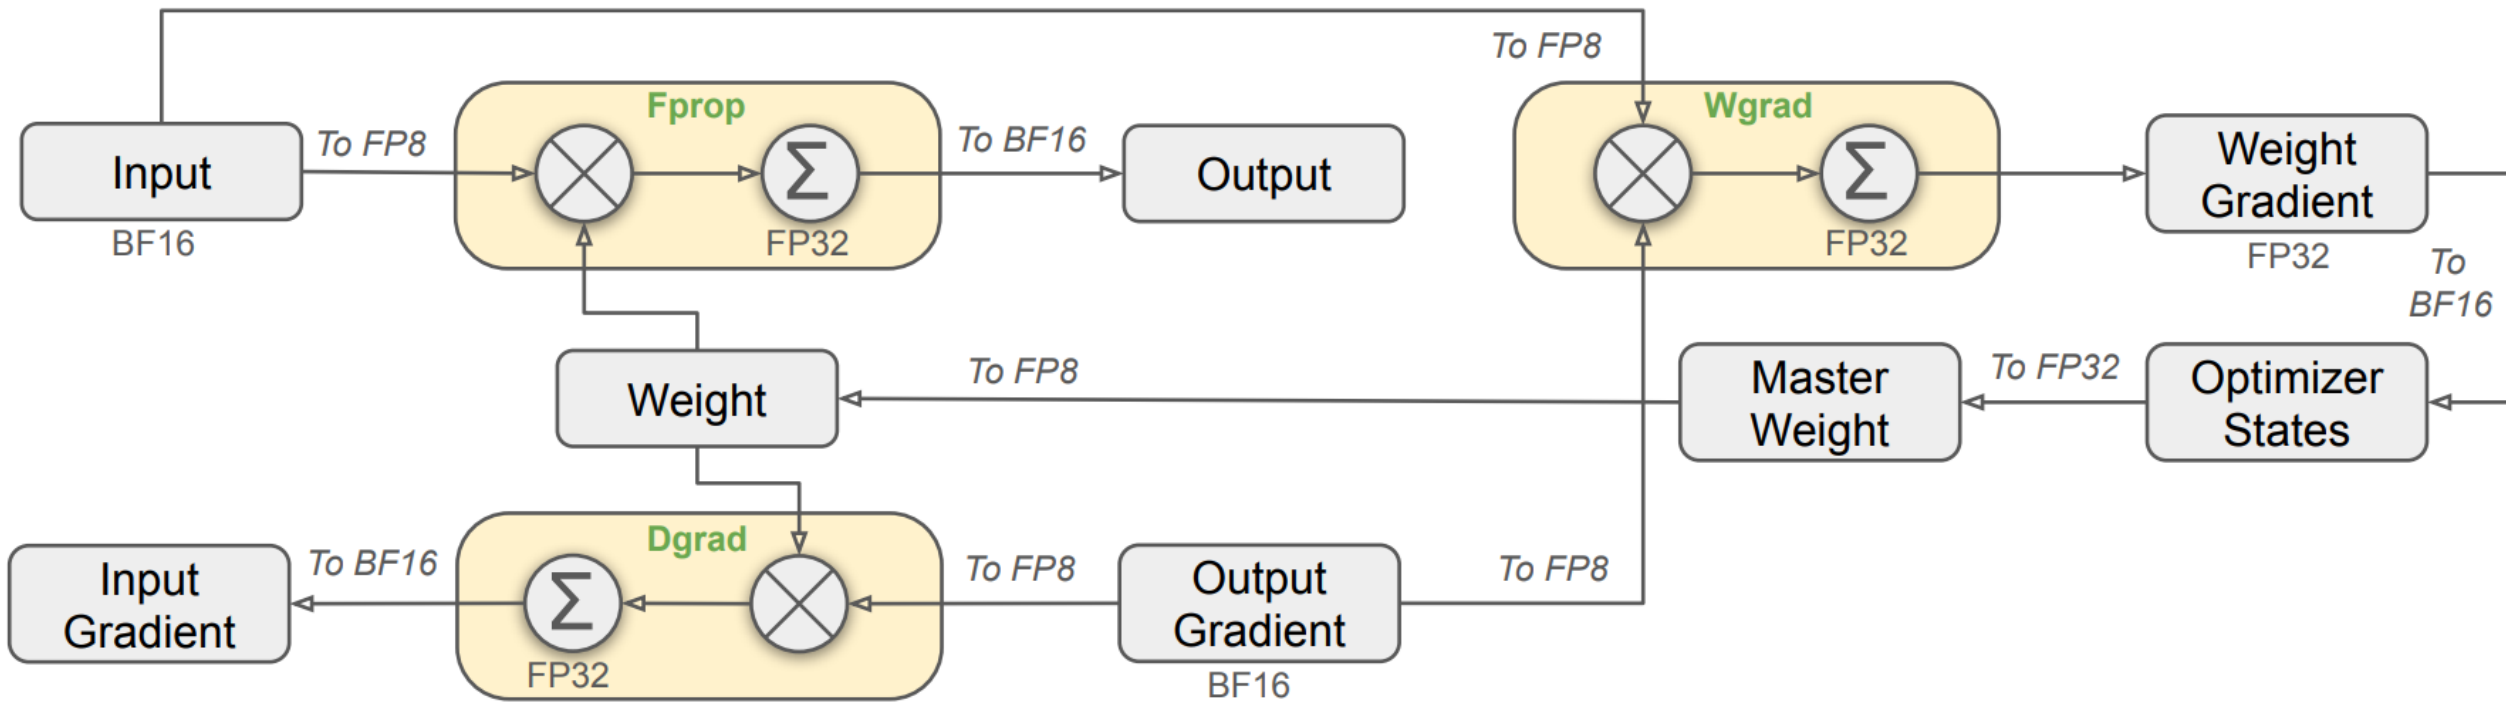 To FP8
Fprop
Wgrad
Input
To FP8
Σ
To BF16
Output
Σ
Weight
Gradient
BF16
FP32
FP32
FP32
To
BF16
Weight
To FP8
Master
Weight
To FP32
Optimizer
States
Dgrad
Input
Gradient
To BF16
Σ
To FP8
Output
Gradient
To FP8
FP32
BF16